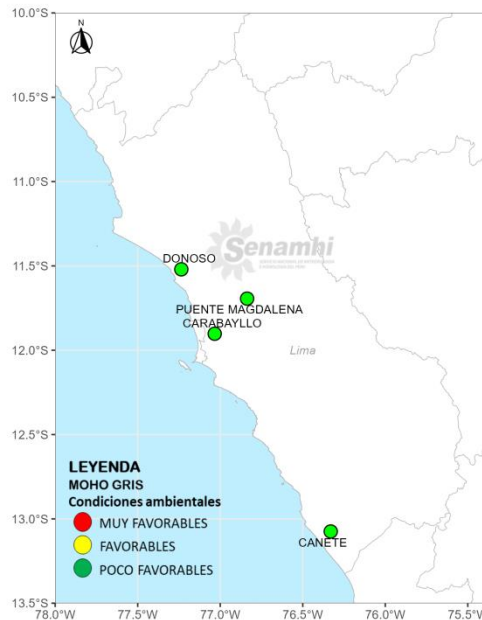 10.0°S
N
10.5°S
11.0°S
Senamhi
DONOSO
11.5°S
PUENTE MAGDALENA
CARABAYLLO
12.0°S
Lima
12.5°S
LEYENDA
MOHO GRIS
Condiciones ambientales
MUY FAVORABLES
13.0°S
FAVORABLES
CANETE
POCO FAVORABLES
13.5°S
78.0°W 77.5°W 77.0°W 76.5°W 76.0°W 75.5°W